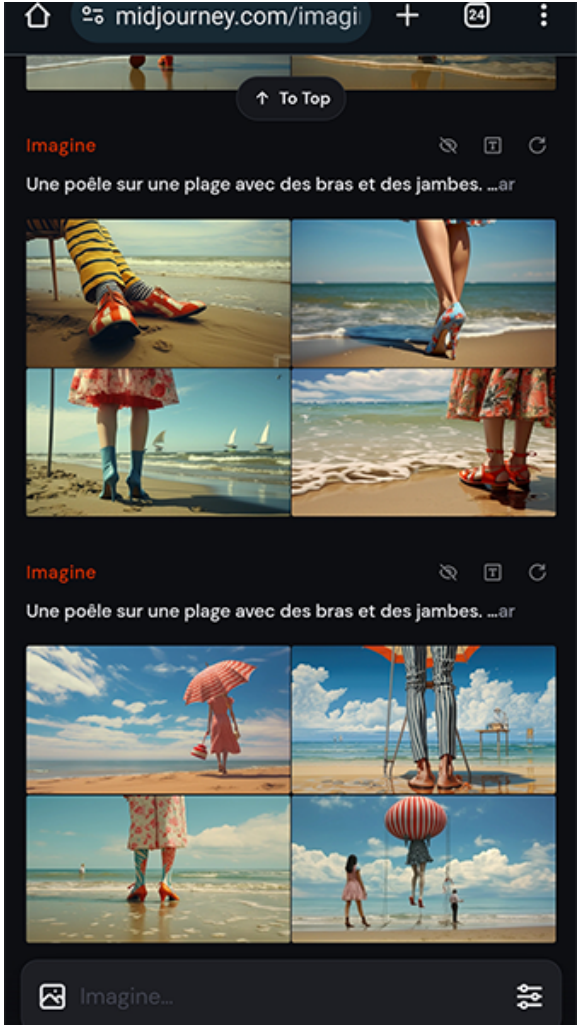 midjourney.com/imagi
24
↑ To Top
Imagine
Une poêle sur une plage avec des bras et des jambes. ...ar
Imagine
Une poêle sur une plage avec des bras et des jambes. ...ar
Imagine...